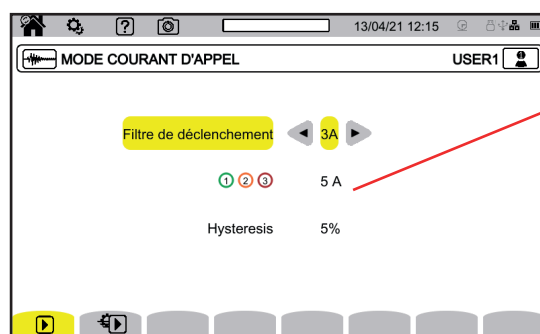 ?
13/04/21 12:15
MODE COURANT D'APPEL
USER1
Filtre de déclenchement ◄ 3A ►
1 2 3 5 A
Hysteresis 5%